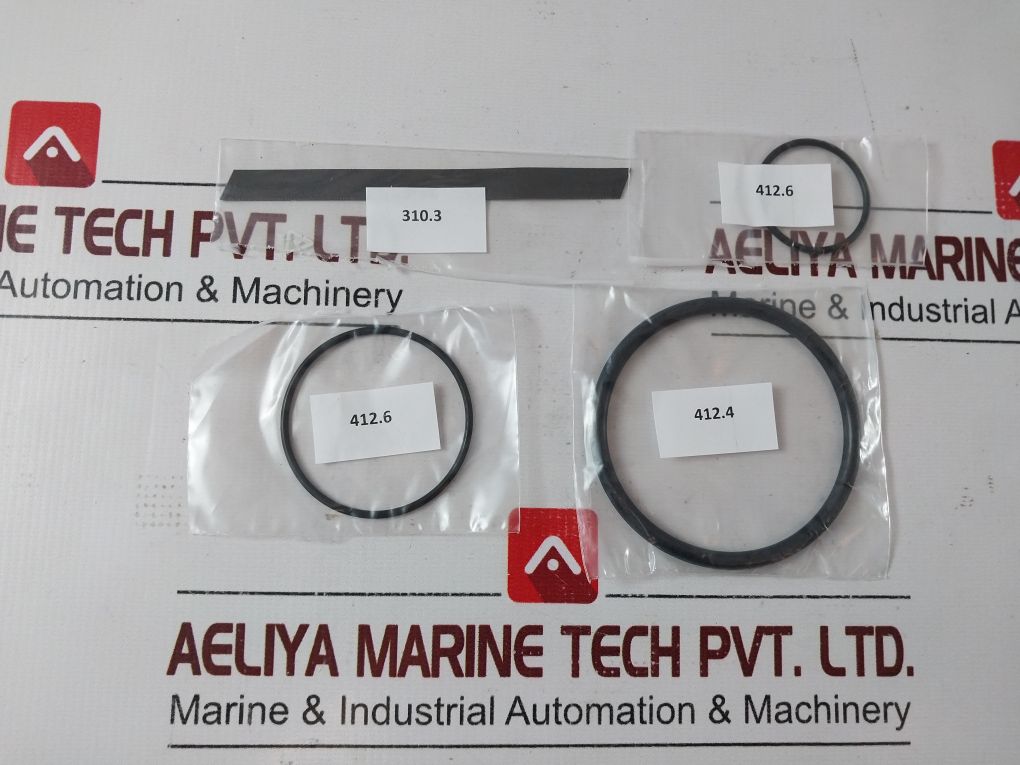 310.3
412.6
NE TECH PVT. LTD.
Automation & Machinery
AELIYA MARINE
Marine & Industrial A
412.6
412.4
AELIYA MARINE TECH PVT. LTD.
Marine & Industrial Automation & Machinery